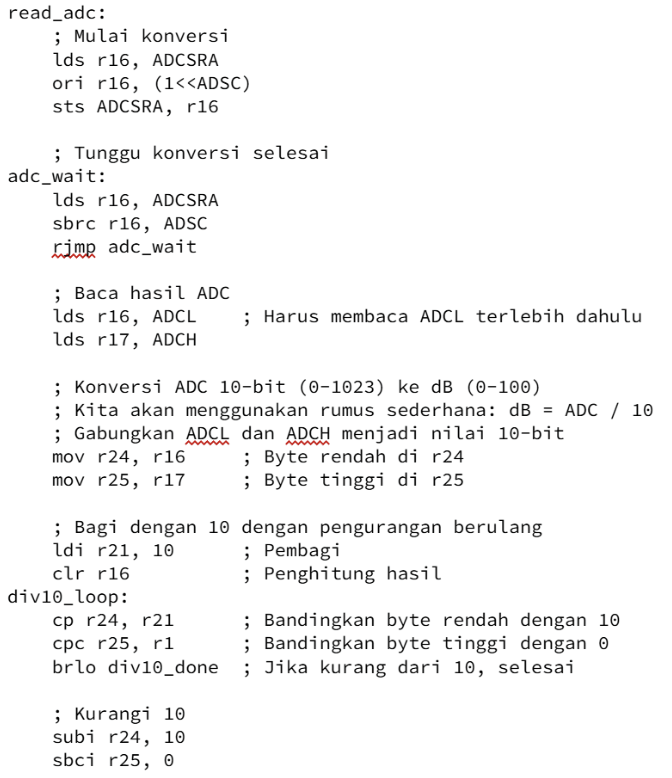 read_adc:
    ; Mulai konversi
    lds r16, ADCSRA
    ori r16, (1<<ADSC)
    sts ADCSRA, r16

    ; Tunggu konversi selesai
adc_wait:
    lds r16, ADCSRA
    sbrc r16, ADSC
    rjmp adc_wait

    ; Baca hasil ADC
    lds r16, ADCL    ; Harus membaca ADCL terlebih dahulu
    lds r17, ADCH

    ; Konversi ADC 10-bit (0-1023) ke dB (0-100)
    ; Kita akan menggunakan rumus sederhana: dB = ADC / 10
    ; Gabungkan ADCL dan ADCH menjadi nilai 10-bit
    mov r24, r16     ; Byte rendah di r24
    mov r25, r17     ; Byte tinggi di r25

    ; Bagi dengan 10 dengan pengurangan berulang
    ldi r21, 10      ; Pembagi
    clr r16          ; Penghitung hasil
div10_loop:
    cp r24, r21      ; Bandingkan byte rendah dengan 10
    cpc r25, r1      ; Bandingkan byte tinggi dengan 0
    brlo div10_done  ; Jika kurang dari 10, selesai

    ; Kurangi 10
    subi r24, 10
    sbci r25, 0